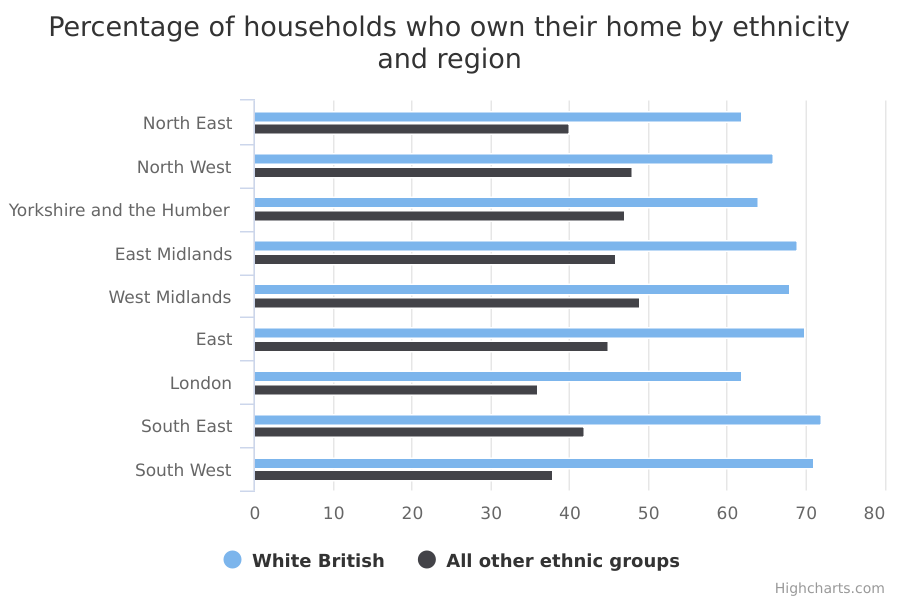 Percentage of households who own their home by ethnicity
and region
North East
North West
Yorkshire and the Humber
East Midlands
West Midlands
East
London
South East
South West
0 10 20 30 40 50 60 70 80
White British All other ethnic groups
Highcharts.com